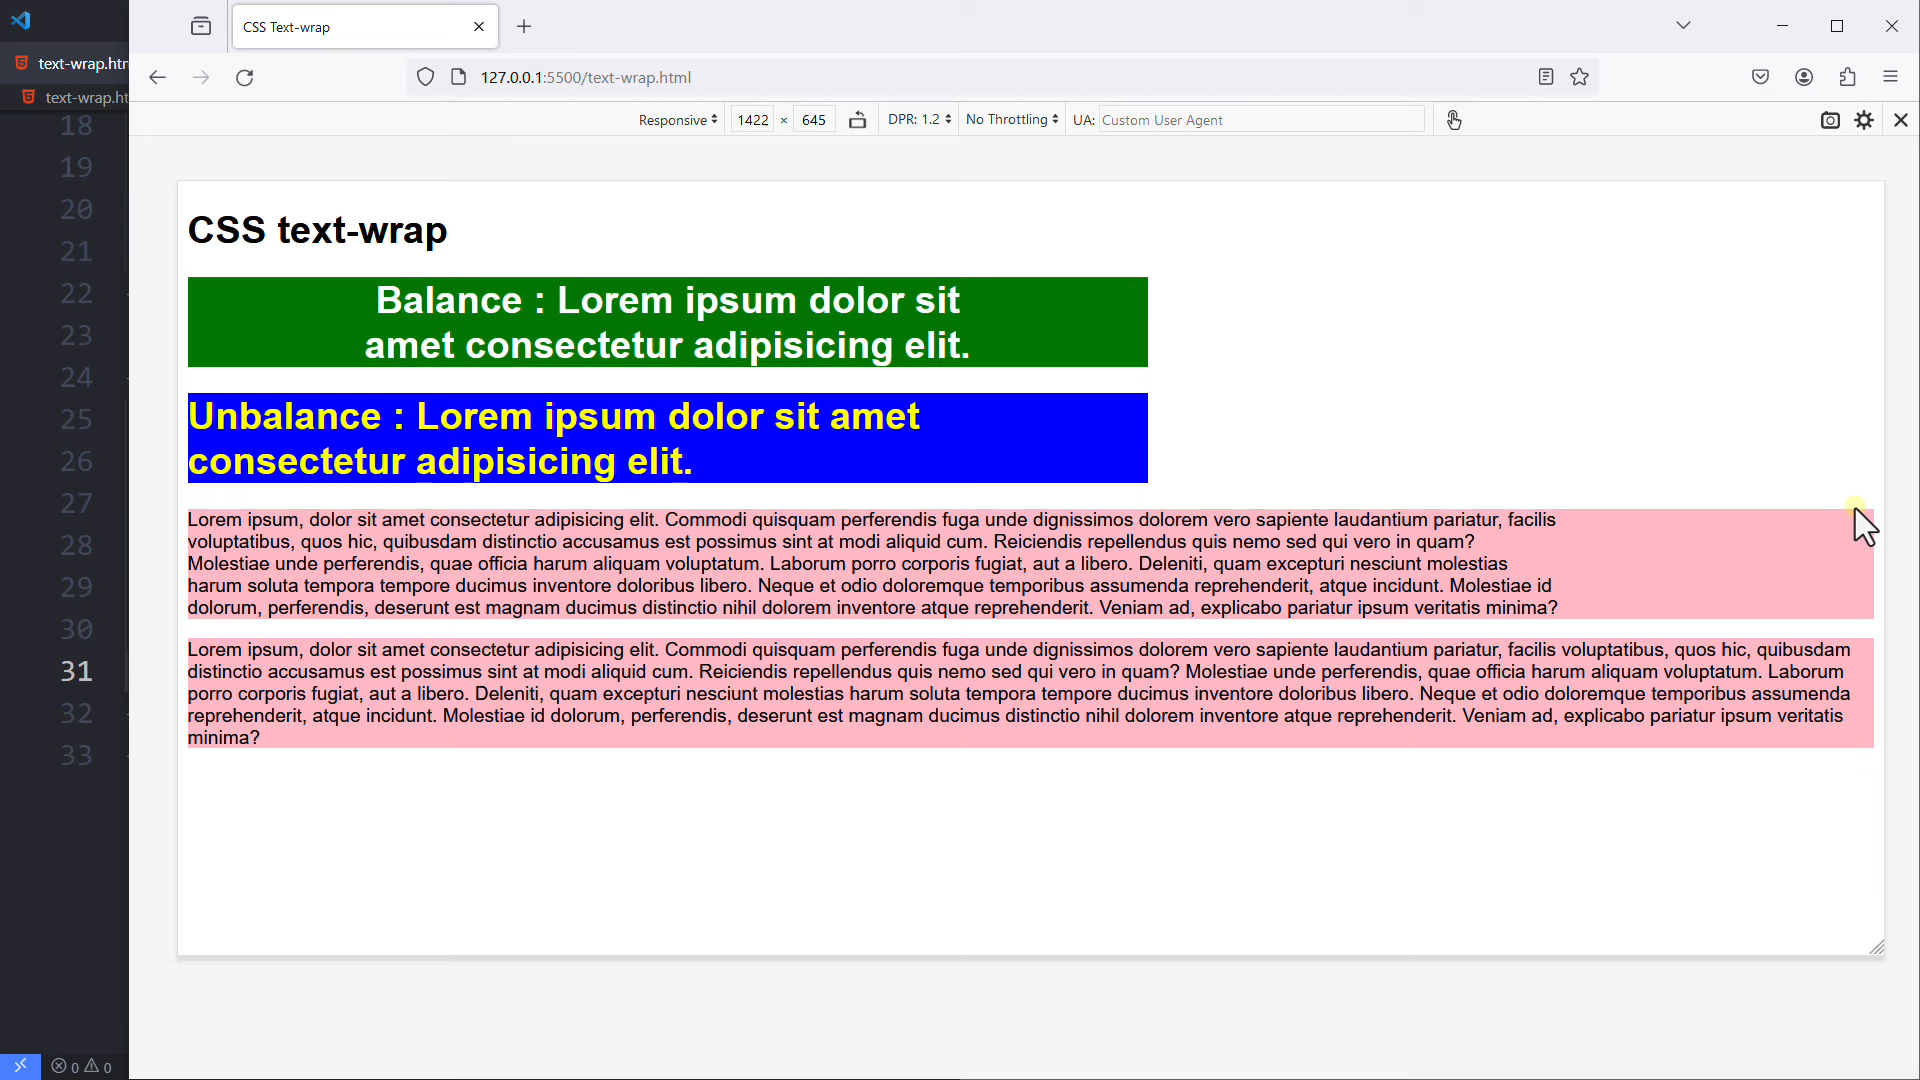 CSS Text-wrap
text-wrap.htm
127.0.0.1:5500/text-wrap.html
text-wrap.ht
Responsive 1422 × 645 DPR: 1.2 No Throttling UA: Custom User Agent
18
19
20
21
22
23
24
25
26
27
28
29
30
31
32
33
CSS text-wrap
Balance : Lorem ipsum dolor sit
amet consectetur adipisicing elit.
Unbalance : Lorem ipsum dolor sit amet
consectetur adipisicing elit.
Lorem ipsum, dolor sit amet consectetur adipisicing elit. Commodi quisquam perferendis fuga unde dignissimos dolorem vero sapiente laudantium pariatur, facilis
voluptatibus, quos hic, quibusdam distinctio accusamus est possimus sint at modi aliquid cum. Reiciendis repellendus quis nemo sed qui vero in quam?
Molestiae unde perferendis, quae officia harum aliquam voluptatum. Laborum porro corporis fugiat, aut a libero. Deleniti, quam excepturi nesciunt molestias
harum soluta tempora tempore ducimus inventore doloribus libero. Neque et odio doloremque temporibus assumenda reprehenderit, atque incidunt. Molestiae id
dolorum, perferendis, deserunt est magnam ducimus distinctio nihil dolorem inventore atque reprehenderit. Veniam ad, explicabo pariatur ipsum veritatis minima?
Lorem ipsum, dolor sit amet consectetur adipisicing elit. Commodi quisquam perferendis fuga unde dignissimos dolorem vero sapiente laudantium pariatur, facilis voluptatibus, quos hic, quibusdam
distinctio accusamus est possimus sint at modi aliquid cum. Reiciendis repellendus quis nemo sed qui vero in quam? Molestiae unde perferendis, quae officia harum aliquam voluptatum. Laborum
porro corporis fugiat, aut a libero. Deleniti, quam excepturi nesciunt molestias harum soluta tempora tempore ducimus inventore doloribus libero. Neque et odio doloremque temporibus assumenda
reprehenderit, atque incidunt. Molestiae id dolorum, perferendis, deserunt est magnam ducimus distinctio nihil dolorem inventore atque reprehenderit. Veniam ad, explicabo pariatur ipsum veritatis
minima?
0 0